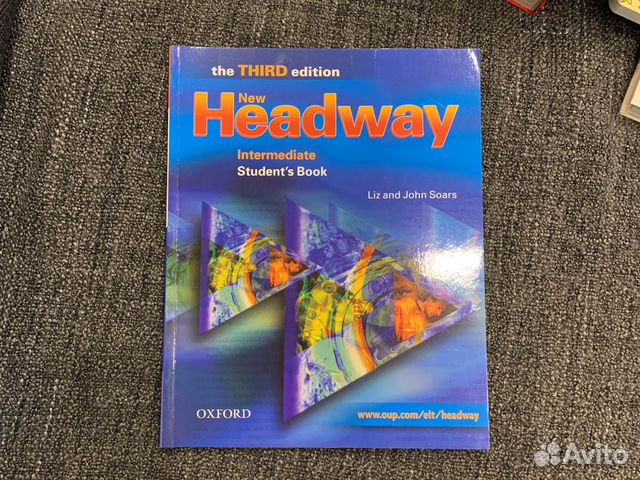 the THIRD edition
New
Headway
Intermediate
Student's Book
Liz and John Soars
OXFORD
www.oup.com/elt/headway
Avito